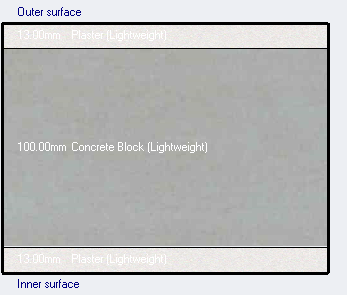 Outer surface
13.00mm Plaster (Lightweight)
100.00mm Concrete Block (Lightweight)
13.00mm Plaster (Lightweight)
Inner surface